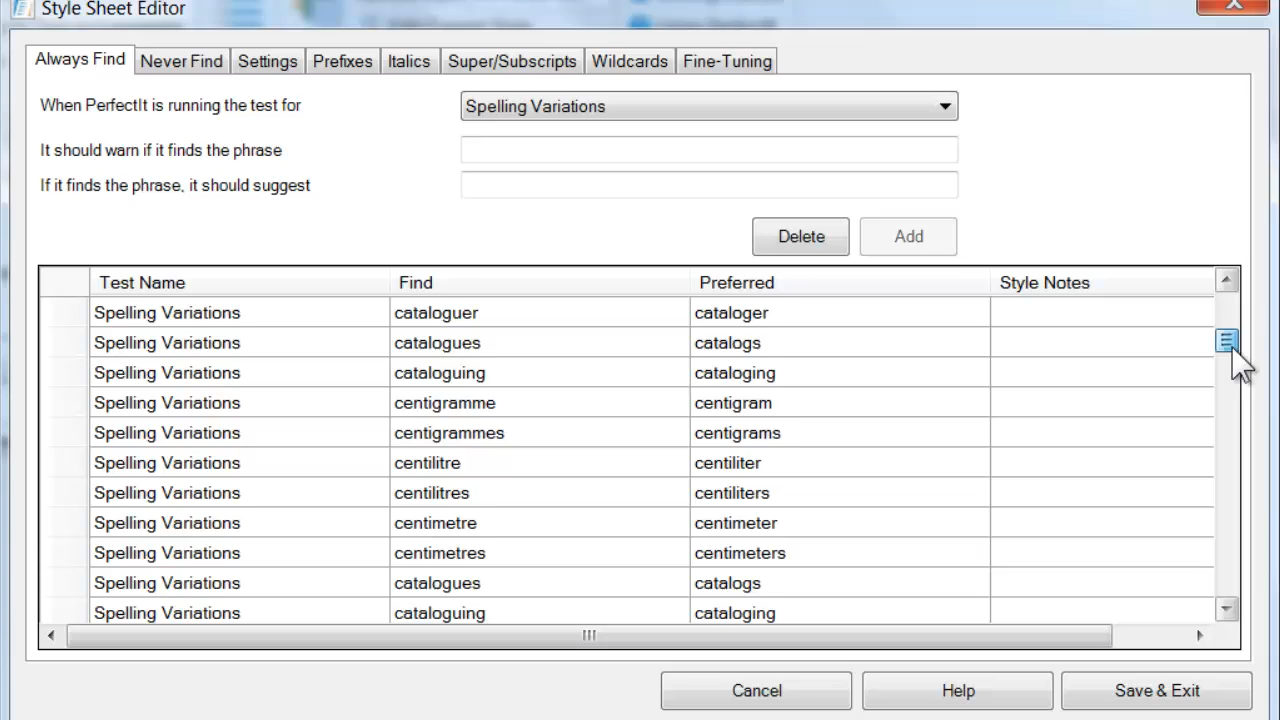 Style Sheet Editor
Always Find Never Find Settings Prefixes Italics Super/Subscripts Wildcards Fine-Tuning
When PerfectIt is running the test for Spelling Variations
It should warn if it finds the phrase
If it finds the phrase, it should suggest
Delete Add
Test Name Find Preferred Style Notes
Spelling Variations cataloguer cataloger
Spelling Variations catalogues catalogs
Spelling Variations cataloguing cataloging
Spelling Variations centigramme centigram
Spelling Variations centigrammes centigrams
Spelling Variations centilitre centiliter
Spelling Variations centilitres centiliters
Spelling Variations centimetre centimeter
Spelling Variations centimetres centimeters
Spelling Variations catalogues catalogs
Spelling Variations cataloguing cataloging
Cancel Help Save & Exit